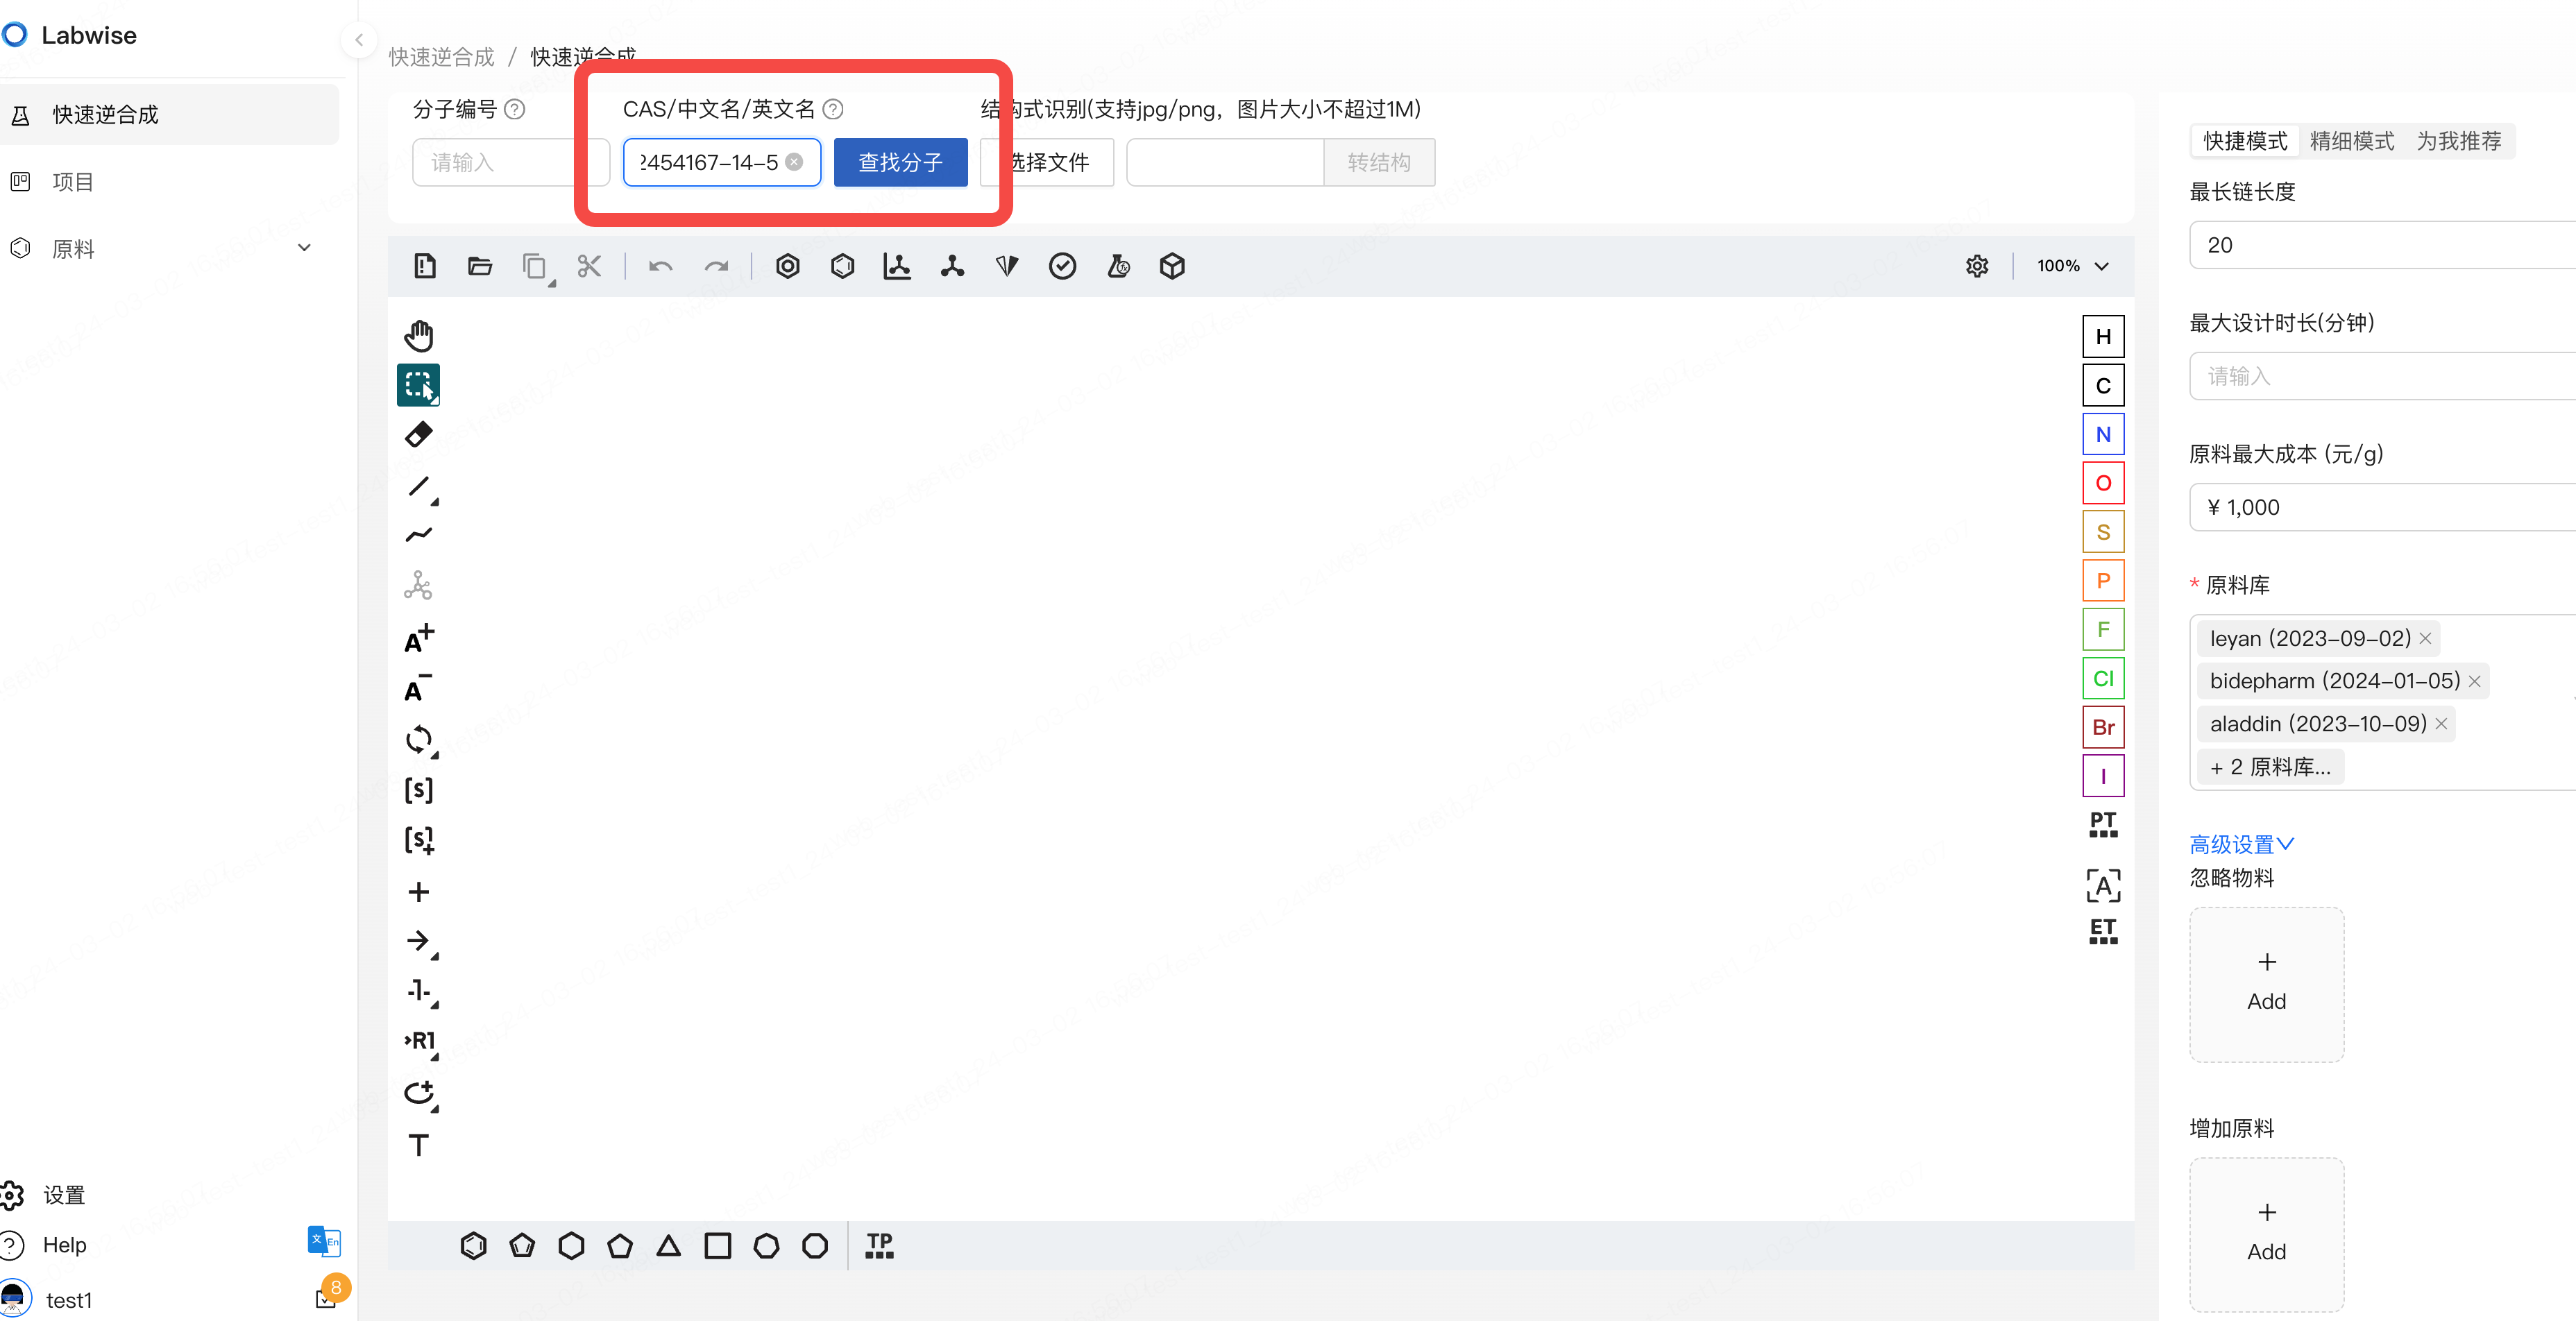 Labwise
快速逆合成
项目
原料
设置
Help
test1
8
快速逆合成 / 快速逆合成
分子编号
请输入
CAS/中文名/英文名
2454167-14-5
查找分子
结构式识别(支持jpg/png，图片大小不超过1M)
选择文件
转结构
100%
H
C
N
O
S
P
F
Cl
Br
I
PT
[A]
ET
A+
A-
[S]
[S]+
-1-
>R1
T
TP
快捷模式 精细模式 为我推荐
最长链长度
20
最大设计时长(分钟)
请输入
原料最大成本 (元/g)
¥ 1,000
* 原料库
leyan (2023-09-02)
bidepharm (2024-01-05)
aladdin (2023-10-09)
+ 2 原料库...
高级设置
忽略物料
Add
增加原料
Add